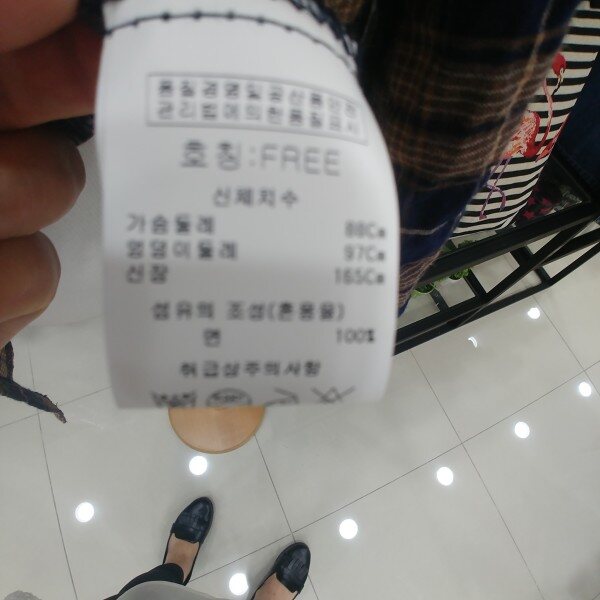 품질경영및공산품안전
관리법에의한품질표시
호칭:FREE
신체치수
가슴둘레 88Cm
엉덩이둘레 97Cm
신장 165Cm
섬유의 조성(혼용율)
면 100%
취급상주의사항